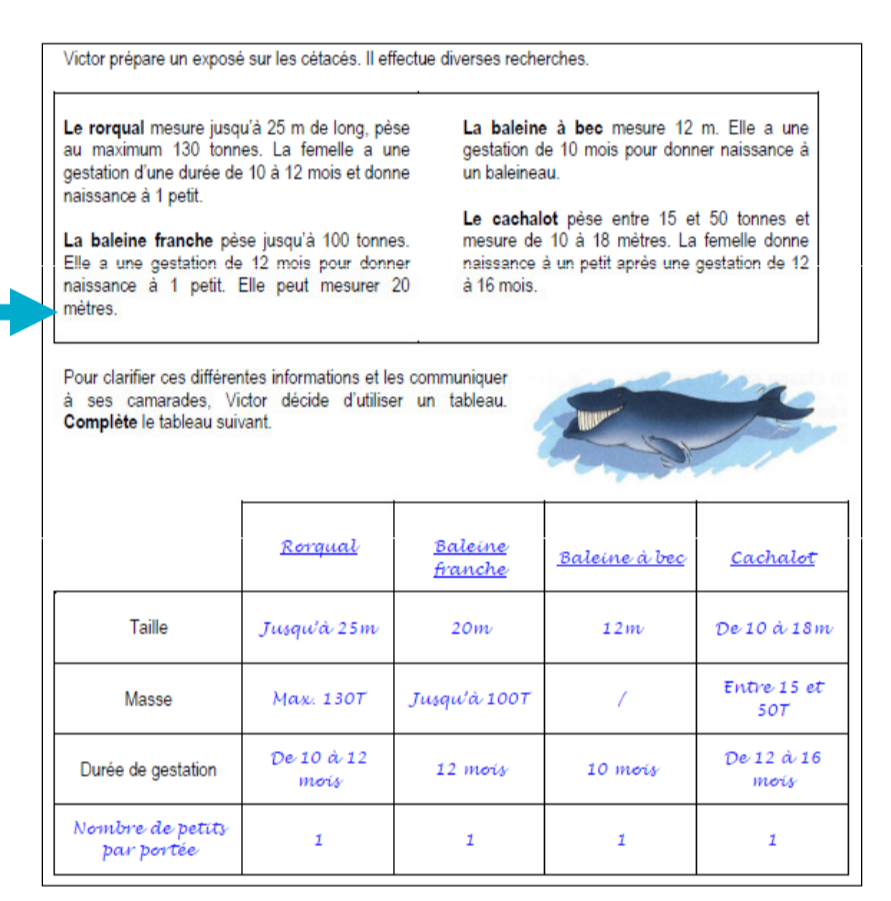 Victor prépare un exposé sur les cétacés. Il effectue diverses recherches.
Le rorqual mesure jusqu'à 25 m de long, pèse
au maximum 130 tonnes. La femelle a une
gestation d'une durée de 10 à 12 mois et donne
naissance à 1 petit.
La baleine franche pèse jusqu'à 100 tonnes.
Elle a une gestation de 12 mois pour donner
naissance à 1 petit. Elle peut mesurer 20
mètres.
La baleine à bec mesure 12 m. Elle a une
gestation de 10 mois pour donner naissance à
un baleineau.
Le cachalot pèse entre 15 et 50 tonnes et
mesure de 10 à 18 mètres. La femelle donne
naissance à un petit après une gestation de 12
à 16 mois.
Pour clarifier ces différentes informations et les communiquer
à ses camarades, Victor décide d'utiliser un tableau.
Complète le tableau suivant.
Rorqual
Baleine
franche
Baleine à bec
Cachalot
Taille
Jusqu'à 25m
20m
12m
De 10 à 18m
Masse
Max. 130T
Jusqu'à 100T
/
Entre 15 et
50T
Durée de gestation
De 10 à 12
mois
12 mois
10 mois
De 12 à 16
mois
Nombre de petits
par portée
1
1
1
1